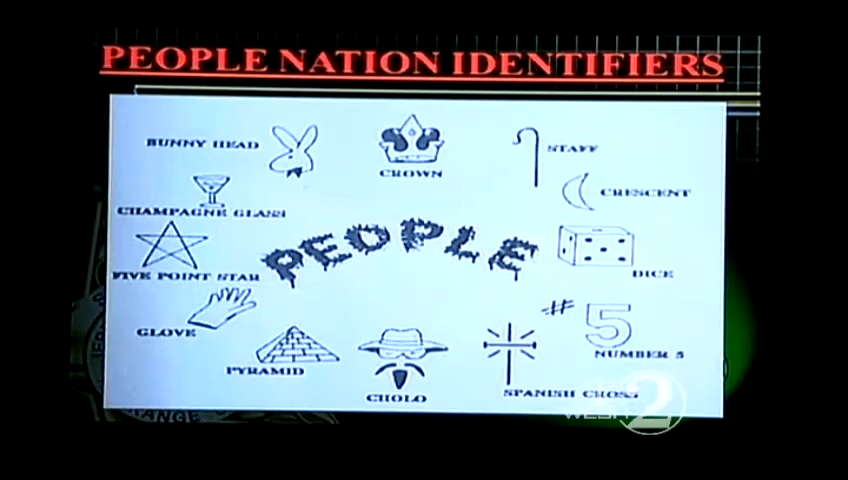 PEOPLE NATION IDENTIFIERS
BUNNY HEAD
CROWN
STAFF
CHAMPAGNE GLASS
CRESCENT
PEOPLE
FIVE POINT STAR
DICE
GLOVE
#5
NUMBER 5
PYRAMID
CHOLO
SPANISH CROSS
WESH 2